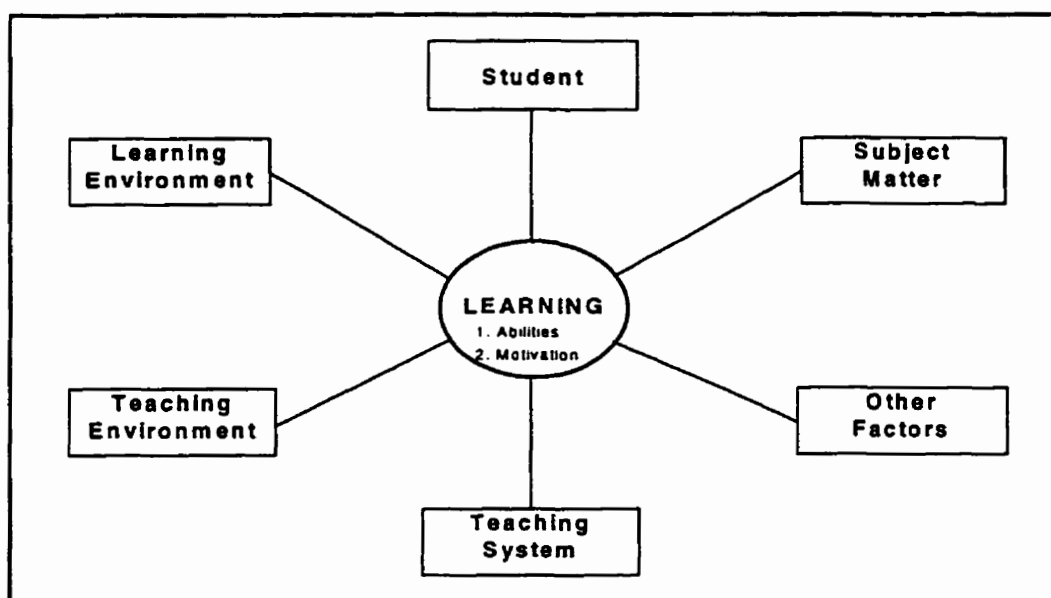 Student
Learning
Environment
Subject
Matter
LEARNING
1. Abilities
2. Motivation
Teaching
Environment
Other
Factors
Teaching
System